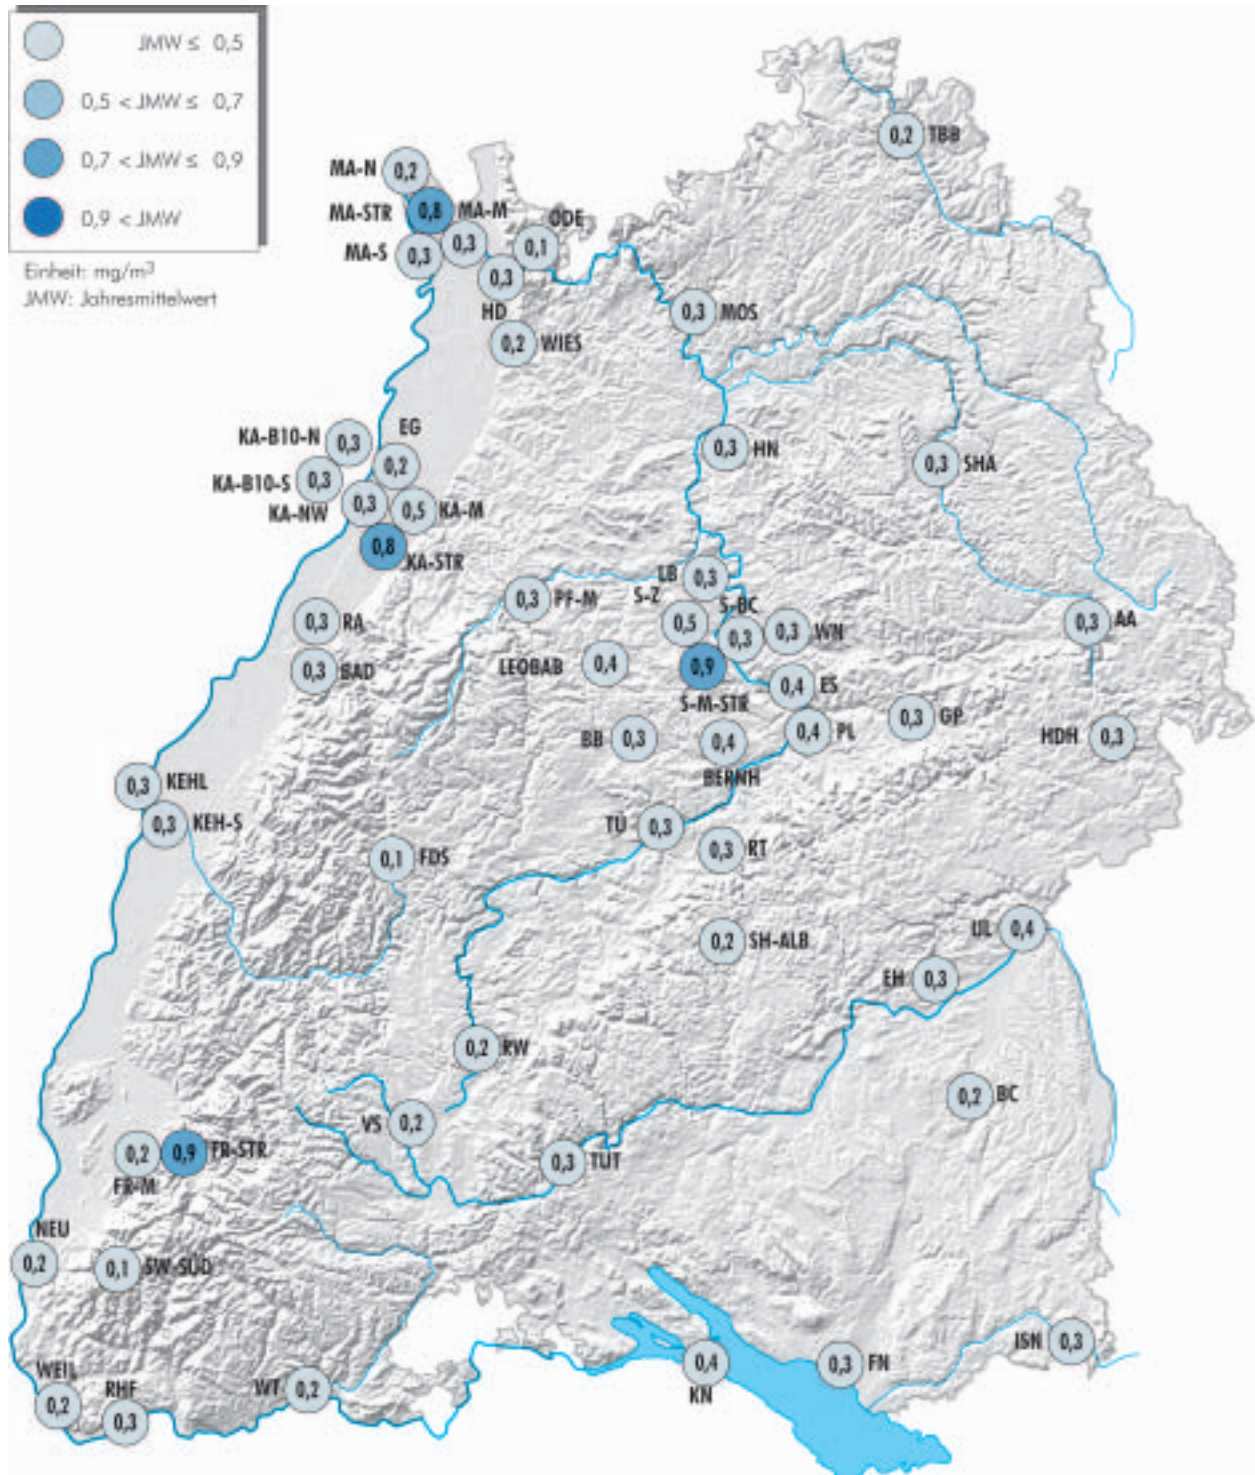 JMW ≤ 0,5
0,5 < JMW ≤ 0,7
0,7 < JMW ≤ 0,9
0,9 < JMW
Einheit: mg/m³
JMW: Jahresmittelwert
0,2 TBB
MA-N 0,2
MA-STR 0,8 MA-M
ODE
MA-S 0,3 0,3 0,1
0,3
HD
0,2 WIES
0,3 MOS
KA-B10-N 0,3 EG
0,2
KA-B10-S 0,3
KA-NW 0,3 0,5 KA-M
0,8 KA-STR
0,3 HN
0,3 SHA
LB 0,3
0,3 PF-M
S-Z S-BC
0,5 0,3 0,3 WN
0,3 AA
0,3 RA
0,3 BAD
LEOBAB 0,4 0,9
S-M-STR
0,4 ES
BB 0,3 0,4 0,4 PL
BERNH
0,3 GP
HDH 0,3
0,3 KEHL
0,3 KEH-S
TÜ 0,3
0,3 RT
0,1 FDS
0,2 SH-ALB
UL 0,4
EH 0,3
0,2 RW
0,2 BC
VS 0,2
0,3 TUT
0,2 0,9 FR-STR
FR-M
NEU
0,2 0,1 SW-SÜD
ISN 0,3
0,4 0,3 FN
KN
WEIL RHF WT 0,2
0,2 0,3